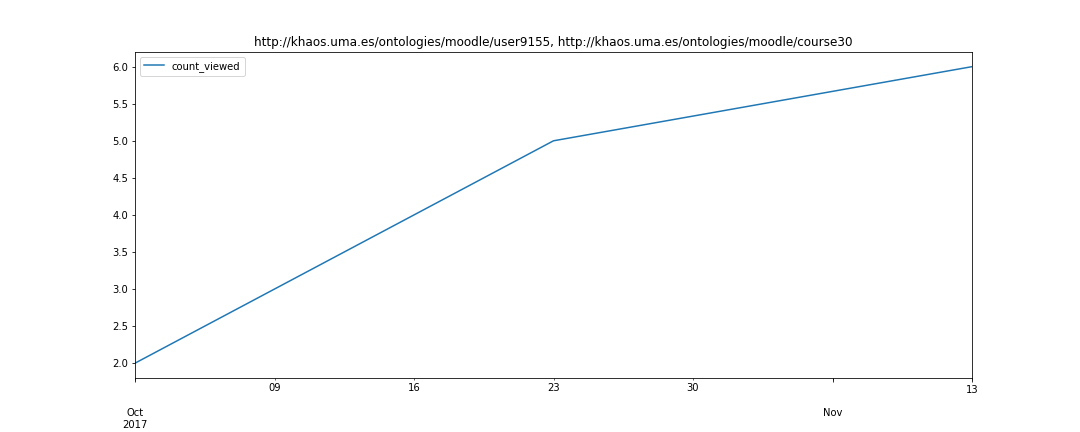 http://khaos.uma.es/ontologies/moodle/user9155, http://khaos.uma.es/ontologies/moodle/course30
count_viewed
6.0
5.5
5.0
4.5
4.0
3.5
3.0
2.5
2.0
09 16 23 30 13
Oct Nov
2017